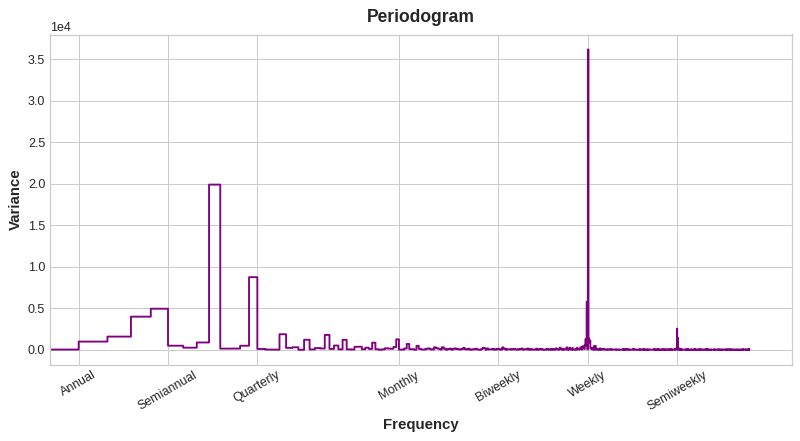 Periodogram
1e4
3.5
3.0
2.5
2.0
1.5
1.0
0.5
0.0
Variance
Annual
Semiannual
Quarterly
Monthly
Biweekly
Weekly
Semiweekly
Frequency